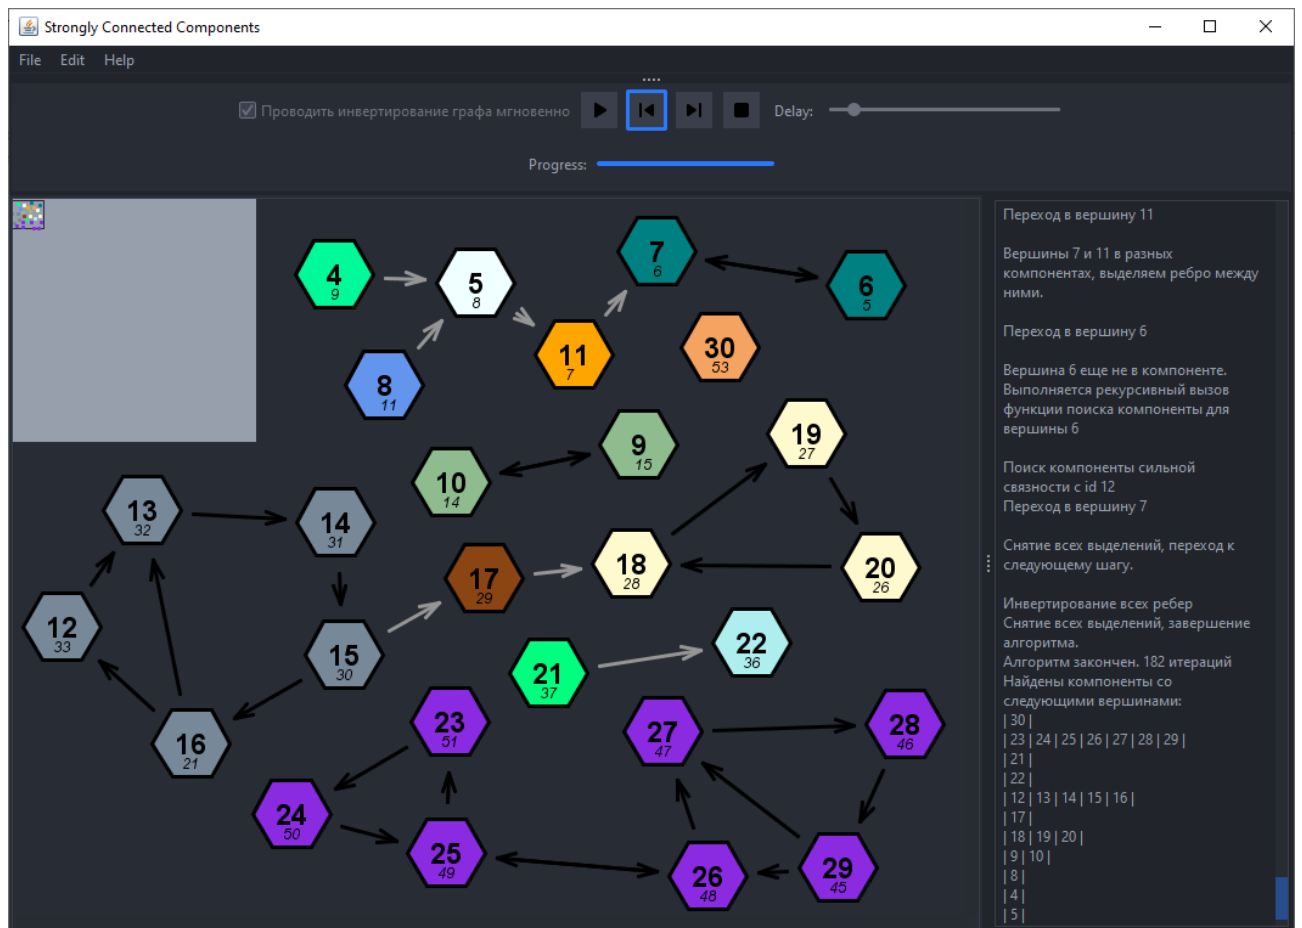 Strongly Connected Components
File Edit Help
Проводить инвертирование графа мгновенно
Delay:
Progress:
4
9
5
8
7
6
6
5
8
11
11
7
30
53
10
14
9
15
19
27
13
32
14
31
17
29
18
28
20
26
12
33
15
30
21
37
22
36
16
21
23
51
27
47
28
46
24
50
25
49
26
48
29
45
Переход в вершину 11
Вершины 7 и 11 в разных
компонентах, выделяем ребро между
ними.
Переход в вершину 6
Вершина 6 еще не в компоненте.
Выполняется рекурсивный вызов
функции поиска компоненты для
вершины 6
Поиск компоненты сильной
связности с id 12
Переход в вершину 7
Снятие всех выделений, переход к
следующему шагу.
Инвертирование всех ребер
Снятие всех выделений, завершение
алгоритма.
Алгоритм закончен. 182 итераций
Найдены компоненты со
следующими вершинами:
| 30 |
| 23 | 24 | 25 | 26 | 27 | 28 | 29 |
| 21 |
| 22 |
| 12 | 13 | 14 | 15 | 16 |
| 17 |
| 18 | 19 | 20 |
| 9 | 10 |
| 8 |
| 4 |
| 5 |